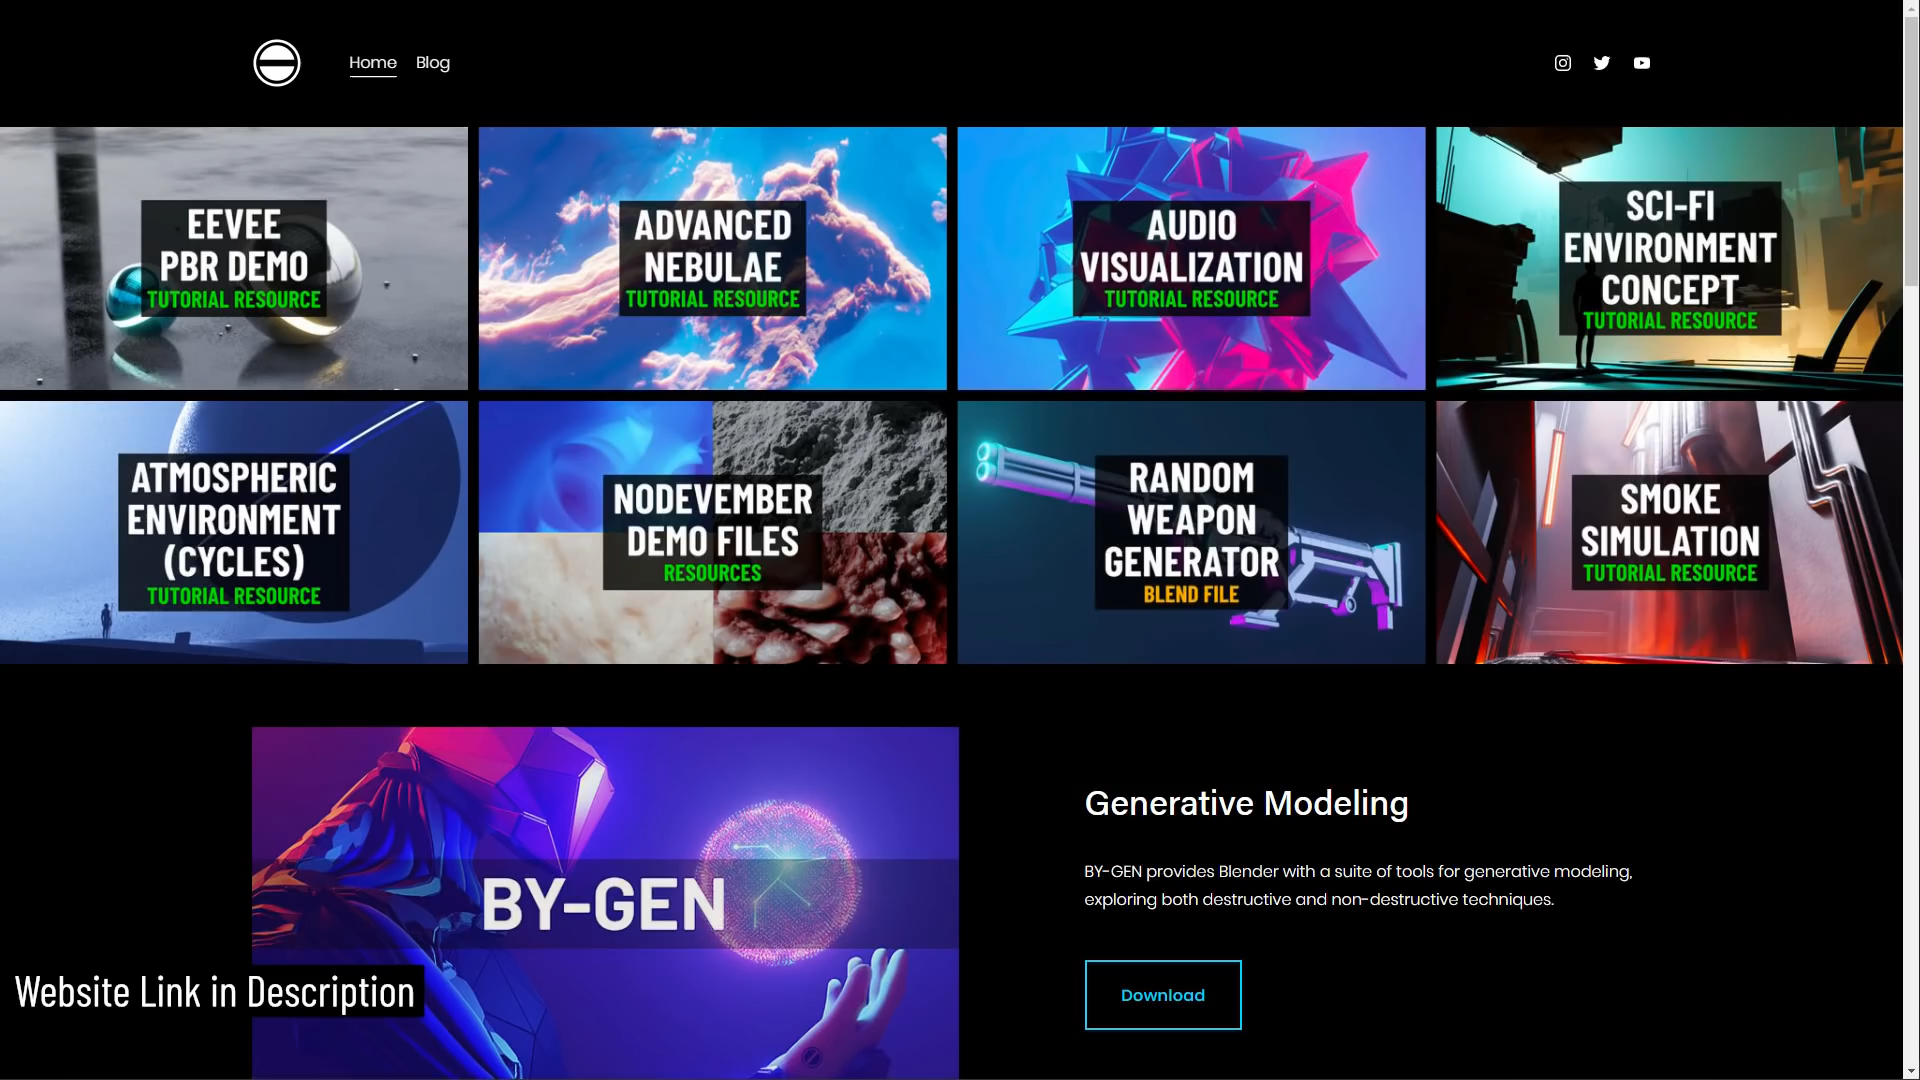 Home Blog
EEVEE
PBR DEMO
TUTORIAL RESOURCE
ADVANCED
NEBULAE
TUTORIAL RESOURCE
AUDIO
VISUALIZATION
TUTORIAL RESOURCE
SCI-FI
ENVIRONMENT
CONCEPT
TUTORIAL RESOURCE
ATMOSPHERIC
ENVIRONMENT
(CYCLES)
TUTORIAL RESOURCE
NODEVEMBER
DEMO FILES
RESOURCES
RANDOM
WEAPON
GENERATOR
BLEND FILE
SMOKE
SIMULATION
TUTORIAL RESOURCE
BY-GEN
Generative Modeling
BY-GEN provides Blender with a suite of tools for generative modeling,
exploring both destructive and non-destructive techniques.
Download
Website Link in Description